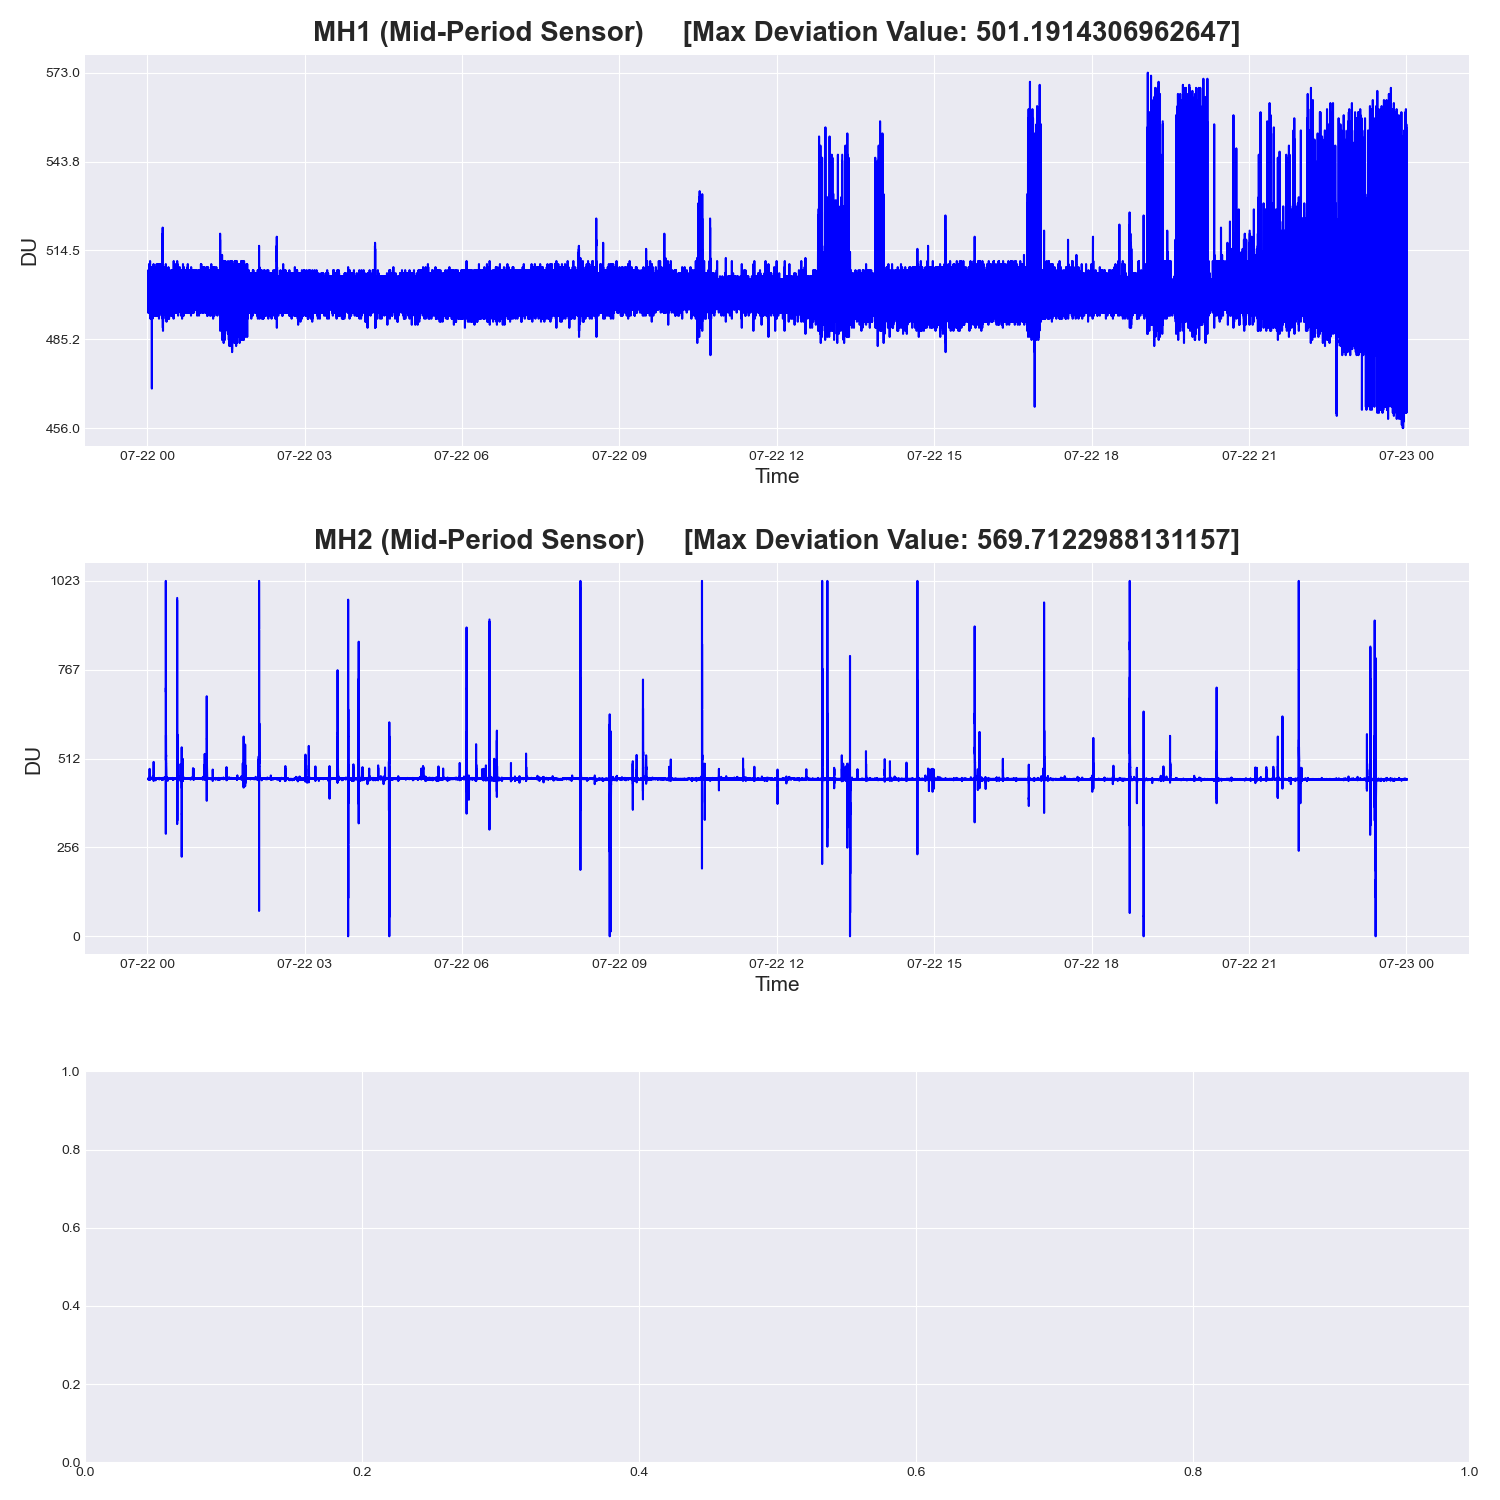 MH1 (Mid-Period Sensor) [Max Deviation Value: 501.1914306962647]
573.0
543.8
514.5
485.2
456.0
DU
07-22 00 07-22 03 07-22 06 07-22 09 07-22 12 07-22 15 07-22 18 07-22 21 07-23 00
Time
MH2 (Mid-Period Sensor) [Max Deviation Value: 569.7122988131157]
1023
767
512
256
0
DU
07-22 00 07-22 03 07-22 06 07-22 09 07-22 12 07-22 15 07-22 18 07-22 21 07-23 00
Time
1.0
0.8
0.6
0.4
0.2
0.0
0.0 0.2 0.4 0.6 0.8 1.0